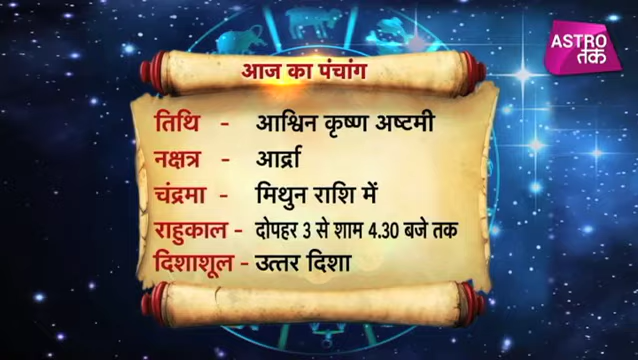 ASTRO
तक
आज का पंचांग
तिथि - आश्विन कृष्ण अष्टमी
नक्षत्र - आर्द्रा
चंद्रमा - मिथुन राशि में
राहुकाल - दोपहर 3 से शाम 4.30 बजे तक
दिशाशूल - उत्तर दिशा